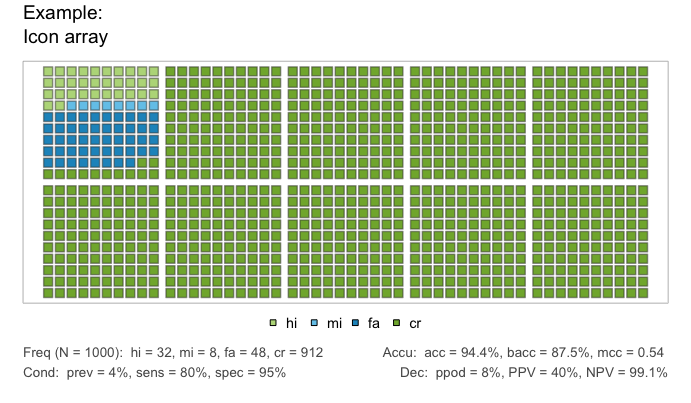 Example:
Icon array
hi mi fa cr
Freq (N = 1000): hi = 32, mi = 8, fa = 48, cr = 912
Accu: acc = 94.4%, bacc = 87.5%, mcc = 0.54
Cond: prev = 4%, sens = 80%, spec = 95%
Dec: ppod = 8%, PPV = 40%, NPV = 99.1%